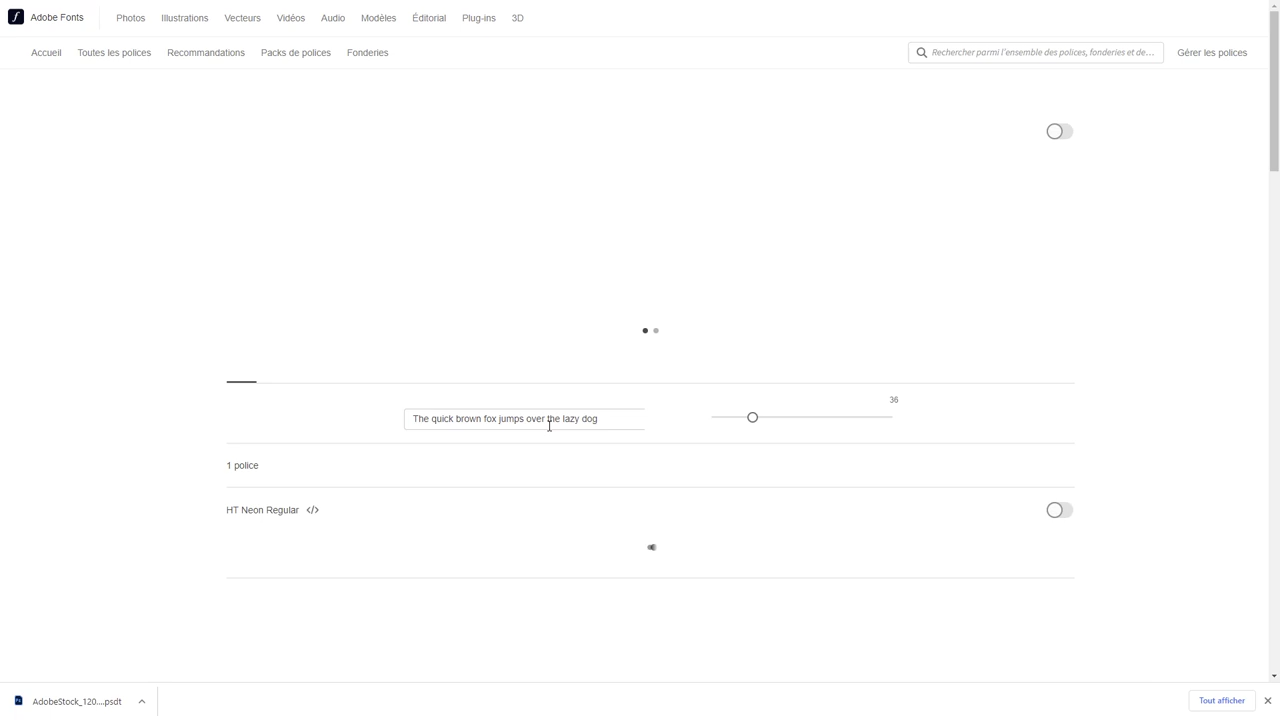 Adobe Fonts
Photos Illustrations Vecteurs Vidéos Audio Modèles Éditorial Plug-ins 3D
Accueil Toutes les polices Recommandations Packs de polices Fonderies
Rechercher parmi l'ensemble des polices, fonderies et de...
Gérer les polices
36
The quick brown fox jumps over the lazy dog
1 police
HT Neon Regular </>
AdobeStock_120....psdt
Tout afficher